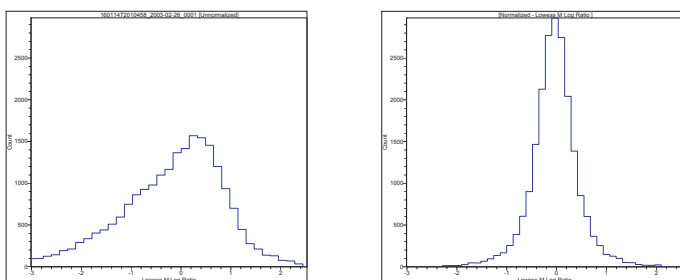 16011472010458_2003-02-26_0001 [Unnormalized]
2500
2000
1500
1000
500
0
Count
-3 -2 -1 0 1 2
Lowess M Log Ratio
[Normalized - Lowess M Log Ratio ]
2500
2000
1500
1000
500
0
Count
-3 -2 -1 0 1 2
Lowess M Log Ratio